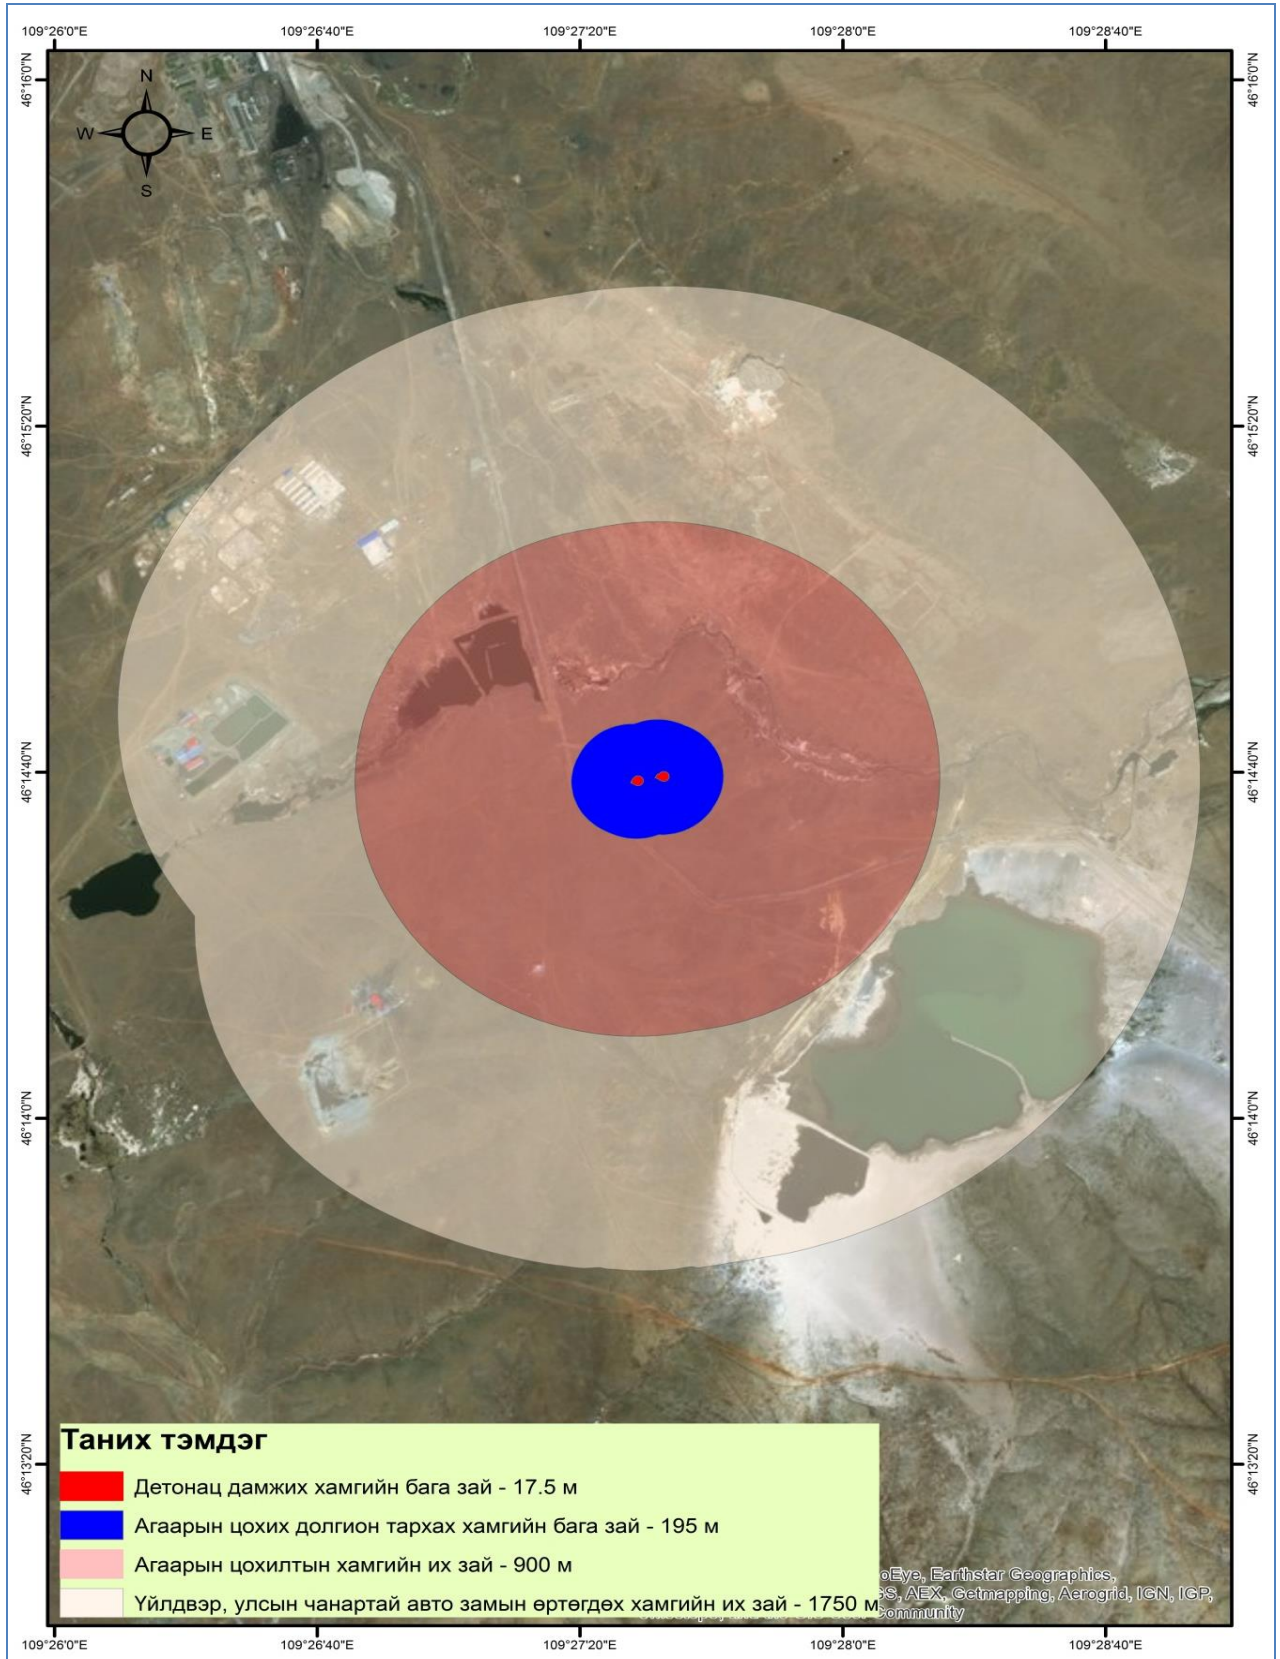 109°26'0"E 109°26'40"E 109°27'20"E 109°28'0"E 109°28'40"E
46°16'0"N 46°16'0"N
N
W E
S
46°15'20"N 46°15'20"N
46°14'40"N 46°14'40"N
46°14'0"N 46°14'0"N
46°13'20"N 46°13'20"N
Таних тэмдэг
Детонац дамжих хамгийн бага зай - 17.5 м
Агаарын цохих долгион тархах хамгийн бага зай - 195 м
Агаарын цохилтын хамгийн их зай - 900 м
Үйлдвэр, улсын чанартай авто замын өртөгдөх хамгийн их зай - 1750 м
oEye, Earthstar Geographics,
AEX, Getmapping, Aerogrid, IGN, IGP,
Community
109°26'0"E 109°26'40"E 109°27'20"E 109°28'0"E 109°28'40"E